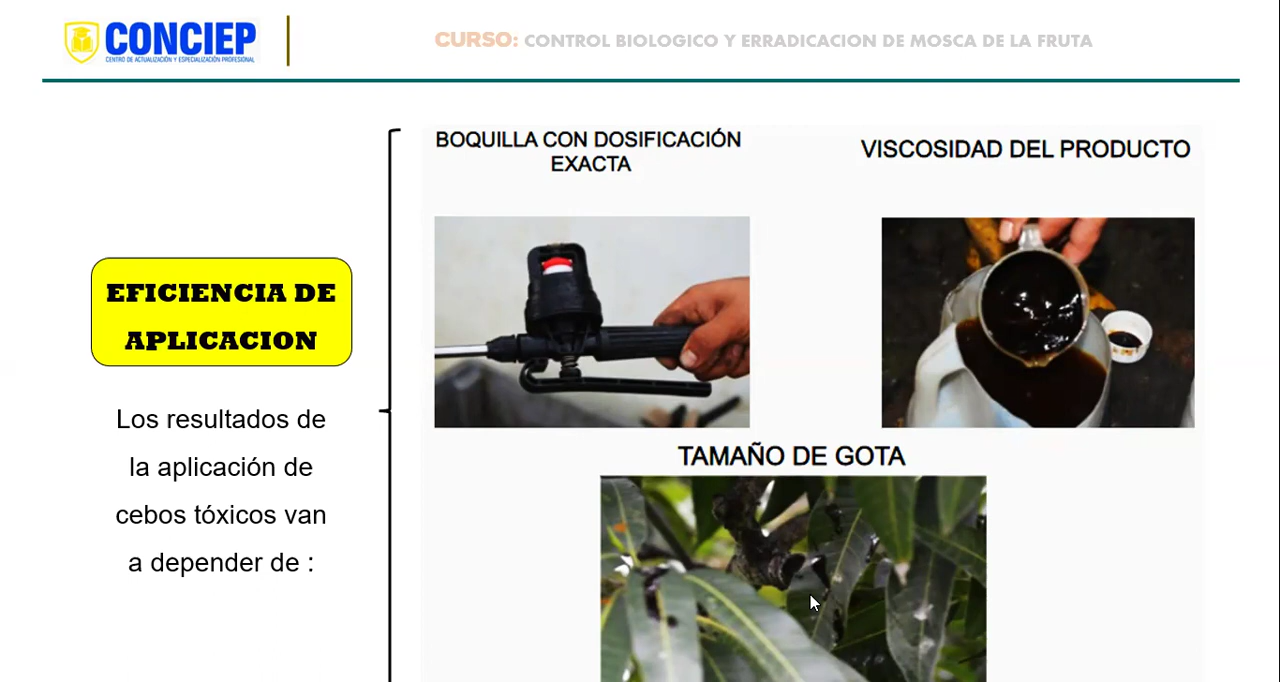 CONCIEP
CENTRO DE ACTUALIZACIÓN Y ESPECIALIZACIÓN PROFESIONAL
CURSO: CONTROL BIOLOGICO Y ERRADICACION DE MOSCA DE LA FRUTA
EFICIENCIA DE
APLICACION
Los resultados de
la aplicación de
cebos tóxicos van
a depender de :
BOQUILLA CON DOSIFICACIÓN
EXACTA
VISCOSIDAD DEL PRODUCTO
TAMAÑO DE GOTA